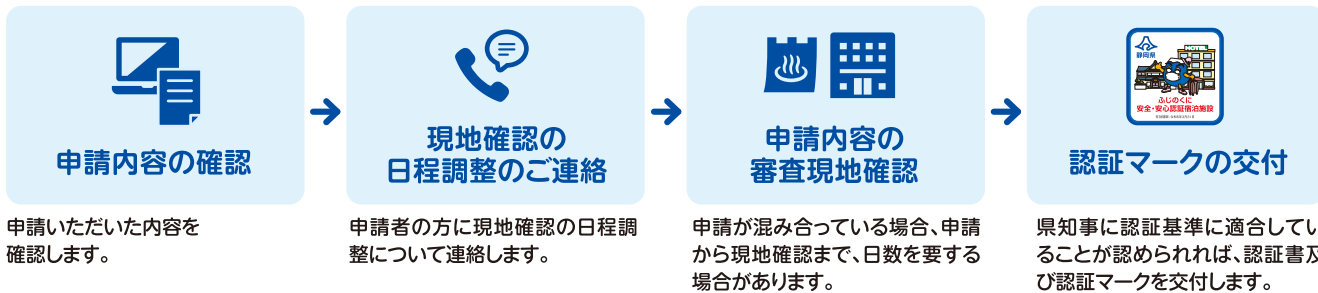 申請内容の確認
申請いただいた内容を
確認します。
現地確認の
日程調整のご連絡
申請者の方に現地確認の日程調
整について連絡します。
申請内容の
審査現地確認
申請が混み合っている場合、申請
から現地確認まで、日数を要する
場合があります。
HOTEL
静岡県
ふじのくに
安全・安心認証宿泊施設
認証マークの交付
県知事に認証基準に適合してい
ることが認められれば、認証書及
び認証マークを交付します。